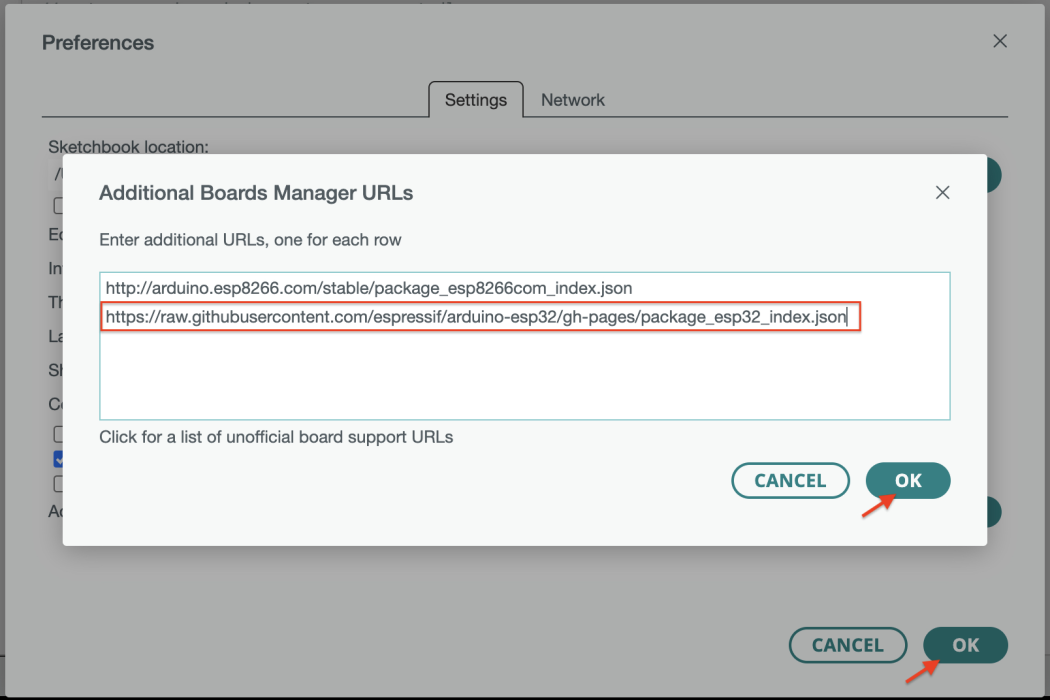 Preferences
Settings
Network
Sketchbook location:
Additional Boards Manager URLs
Enter additional URLs, one for each row
http://arduino.esp8266.com/stable/package_esp8266com_index.json
https://raw.githubusercontent.com/espressif/arduino-esp32/gh-pages/package_esp32_index.json
Click for a list of unofficial board support URLs
CANCEL
OK
CANCEL
OK